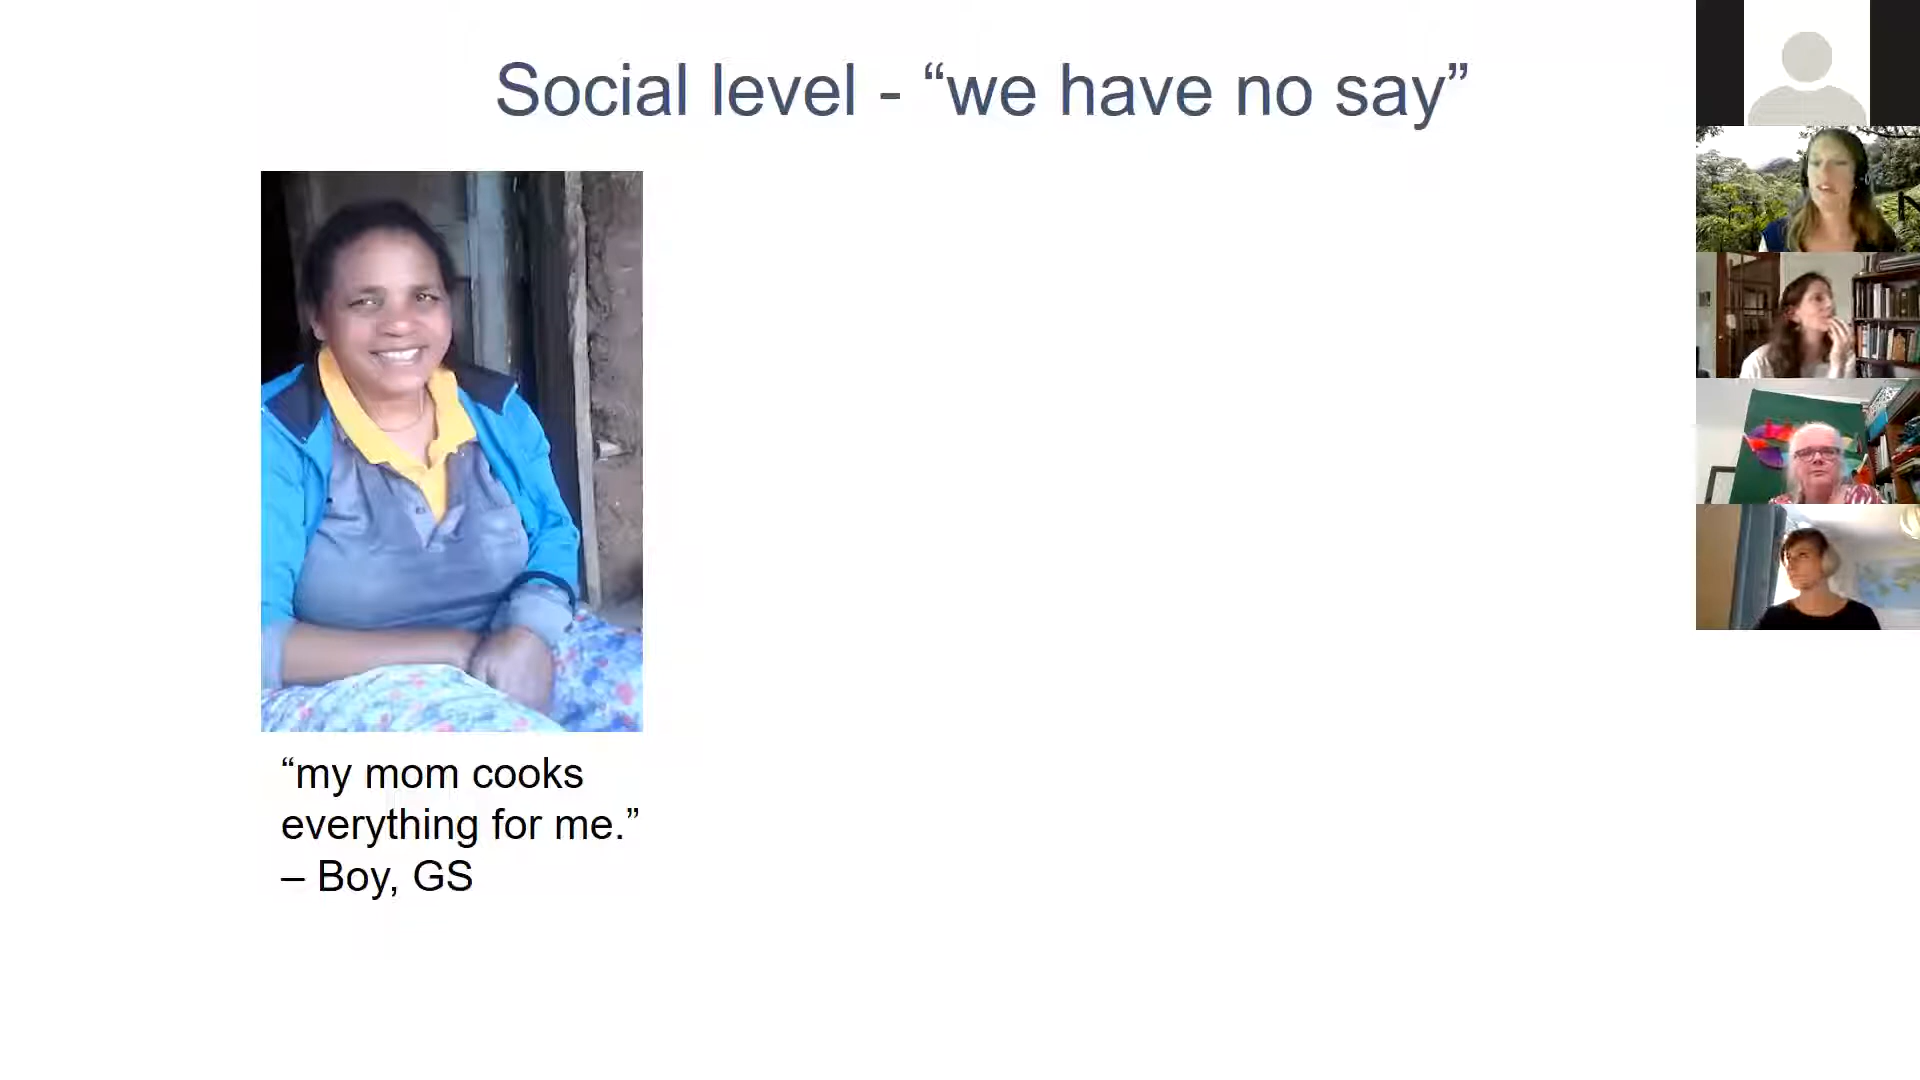 Social level - “we have no say”
“my mom cooks
everything for me.”
– Boy, GS